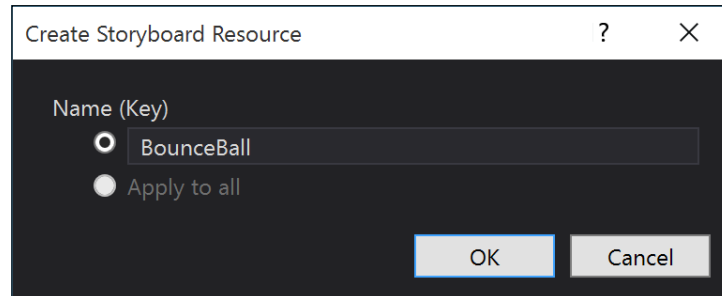 Create Storyboard Resource ?
Name (Key)
BounceBall
Apply to all
OK Cancel